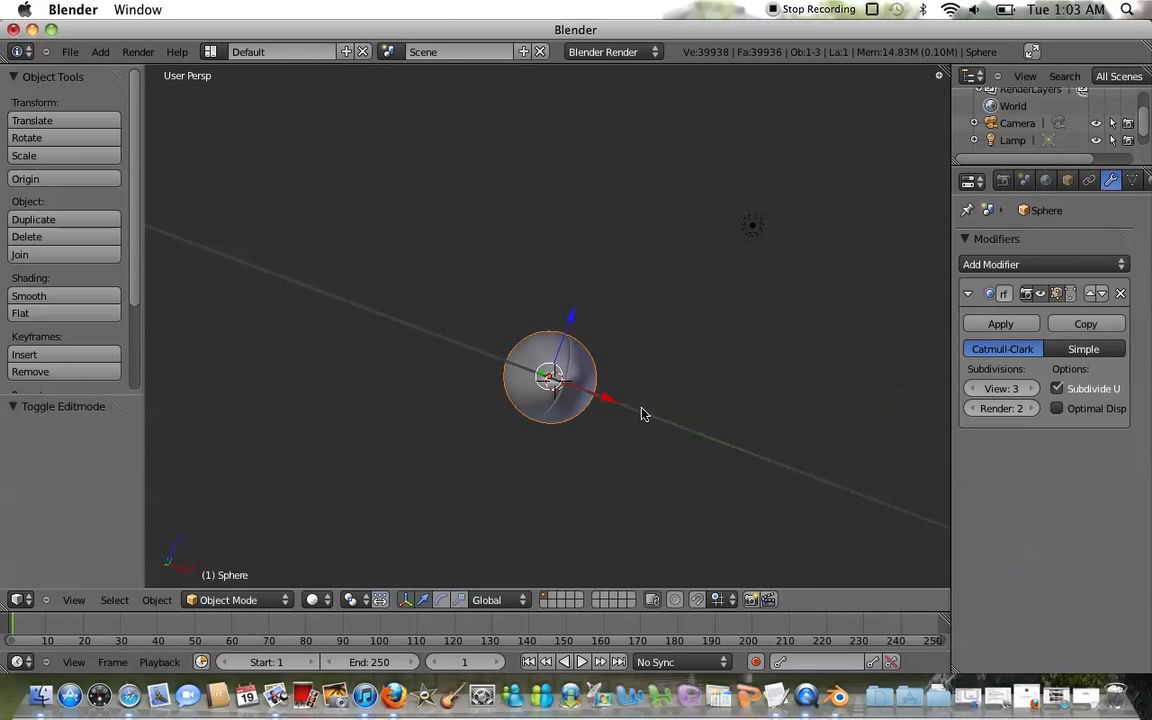 Blender Window Stop Recording Tue 1:03 AM
Blender
File Add Render Help Default Scene Blender Render Ve:39938 | Fa:39936 | Ob:1-3 | La:1 | Mem:14.83M (0.10M) | Sphere
Object Tools
User Persp
View Search All Scenes
RenderLayers
World
Camera
Lamp
Transform:
Translate
Rotate
Scale
Origin
Object:
Duplicate
Delete
Join
Shading:
Smooth
Flat
Keyframes:
Insert
Remove
Toggle Editmode
Sphere
Modifiers
Add Modifier
rf
Apply Copy
Catmull-Clark Simple
Subdivisions: Options:
View: 3 Subdivide U
Render: 2 Optimal Disp
(1) Sphere
View Select Object Object Mode Global
10 20 30 40 50 60 70 80 90 100 110 120 130 140 150 160 170 180 190 200 210 220 230 240 250
View Frame Playback Start: 1 End: 250 1 No Sync